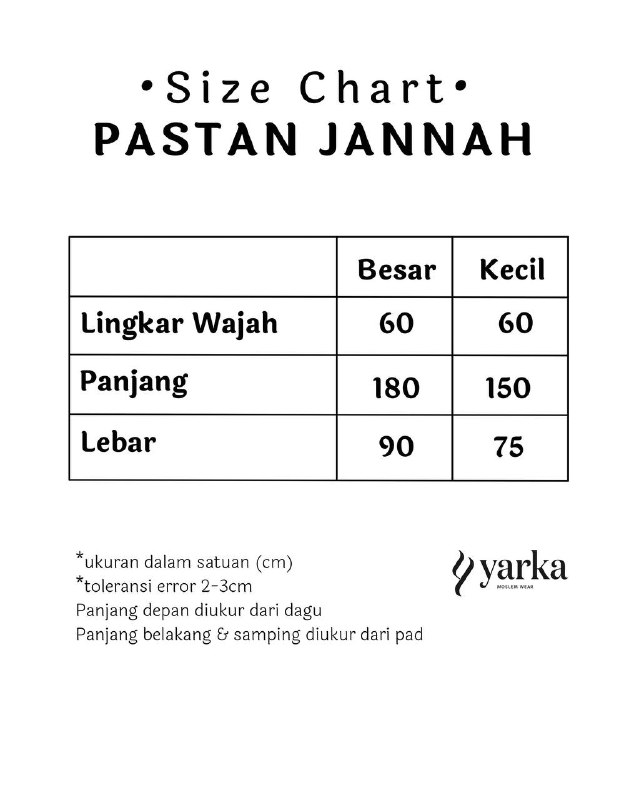 •Size Chart•
PASTAN JANNAH
Besar Kecil
Lingkar Wajah 60 60
Panjang 180 150
Lebar 90 75
*ukuran dalam satuan (cm)
*toleransi error 2-3cm
Panjang depan diukur dari dagu
Panjang belakang & samping diukur dari pad
yarka
MOSLEM WEAR